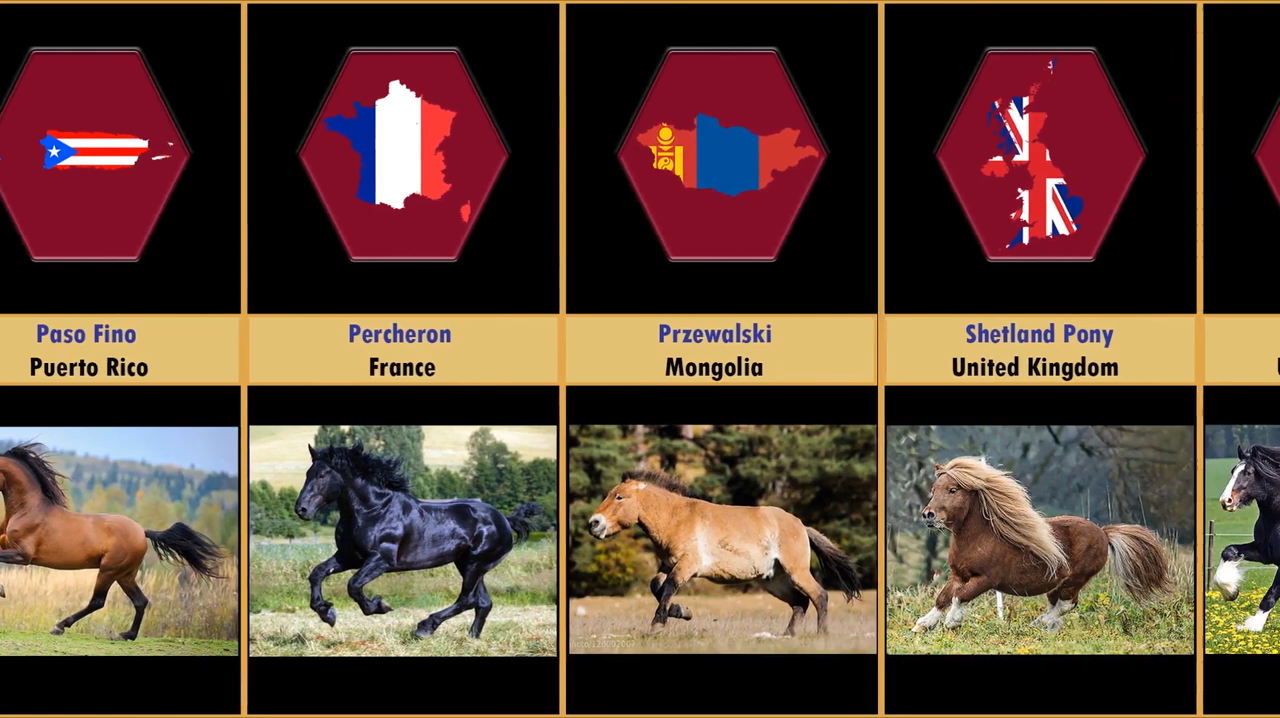 Paso Fino
Puerto Rico
Percheron
France
Przewalski
Mongolia
Shetland Pony
United Kingdom